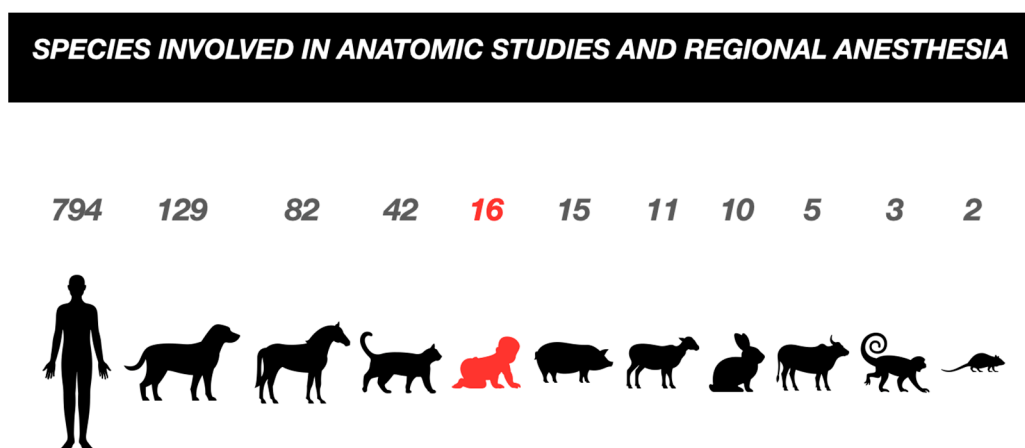 SPECIES INVOLVED IN ANATOMIC STUDIES AND REGIONAL ANESTHESIA
794 129 82 42 16 15 11 10 5 3 2